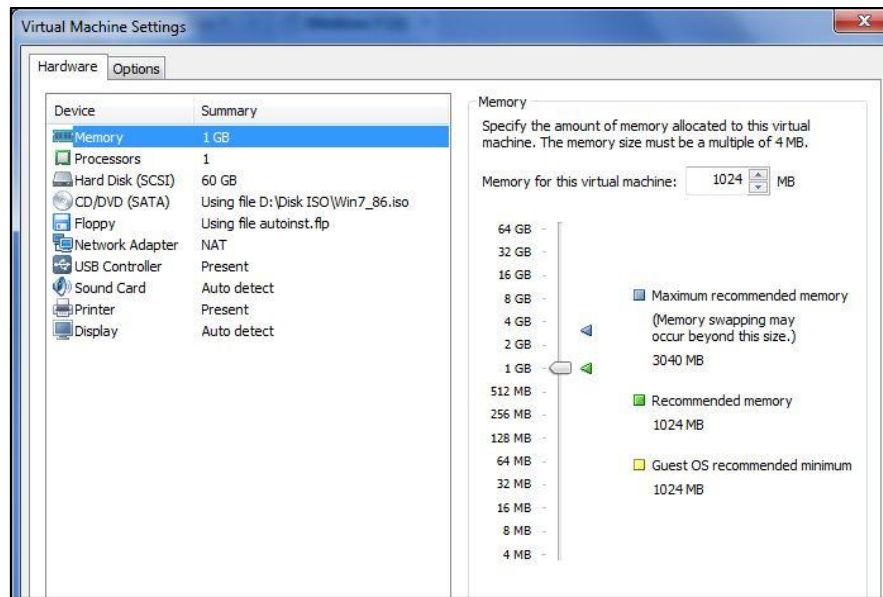 Virtual Machine Settings
Hardware
Options
Device Summary
Memory 1 GB
Processors 1
Hard Disk (SCSI) 60 GB
CD/DVD (SATA) Using file D:\Disk ISO\Win7_86.iso
Floppy Using file autoinst.flp
Network Adapter NAT
USB Controller Present
Sound Card Auto detect
Printer Present
Display Auto detect
Memory
Specify the amount of memory allocated to this virtual
machine. The memory size must be a multiple of 4 MB.
Memory for this virtual machine: 1024 MB
64 GB
32 GB
16 GB
8 GB
4 GB
2 GB
1 GB
512 MB
256 MB
128 MB
64 MB
32 MB
16 MB
8 MB
4 MB
Maximum recommended memory
(Memory swapping may
occur beyond this size.)
3040 MB
Recommended memory
1024 MB
Guest OS recommended minimum
1024 MB